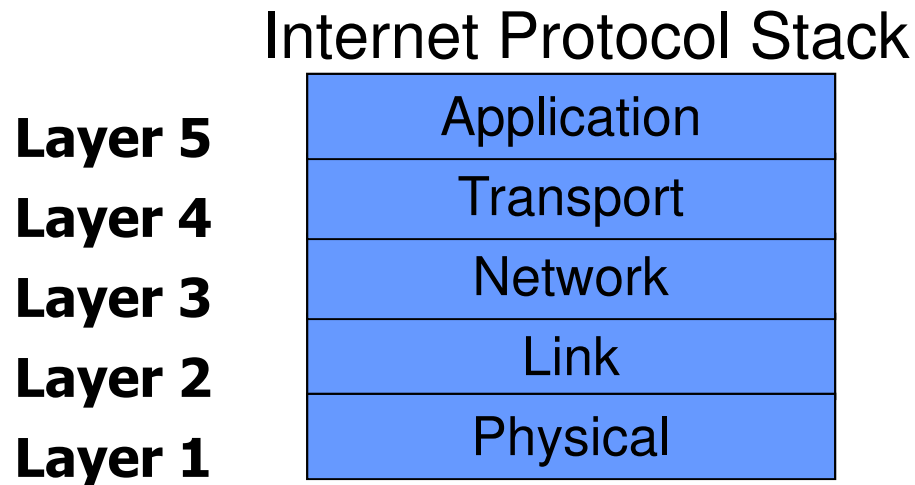 Internet Protocol Stack
Layer 5 Application
Layer 4 Transport
Layer 3 Network
Layer 2 Link
Layer 1 Physical